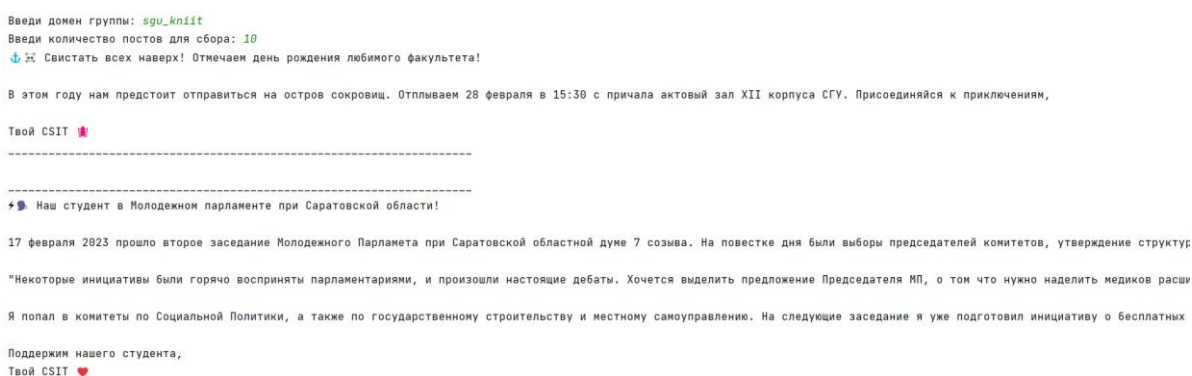 Введи домен группы: sgu_kniit
Введи количество постов для сбора: 10
⚓☠ Свистать всех наверх! Отмечаем день рождения любимого факультета!
В этом году нам предстоит отправиться на остров сокровищ. Отплываем 28 февраля в 15:30 с причала актовый зал XII корпуса СГУ. Присоединяйся к приключениям,
Твой CSIT
----------------------------------------------------------------------
----------------------------------------------------------------------
⚡🗣 Наш студент в Молодежном парламенте при Саратовской области!
17 февраля 2023 прошло второе заседание Молодежного Парламета при Саратовской областной думе 7 созыва. На повестке дня были выборы председателей комитетов, утверждение структур
"Некоторые инициативы были горячо восприняты парламентариями, и произошли настоящие дебаты. Хочется выделить предложение Председателя МП, о том что нужно наделить медиков расши
Я попал в комитеты по Социальной Политики, а также по государственному строительству и местному самоуправлению. На следующие заседание я уже подготовил инициативу о бесплатных
Поддержим нашего студента,
Твой CSIT ❤